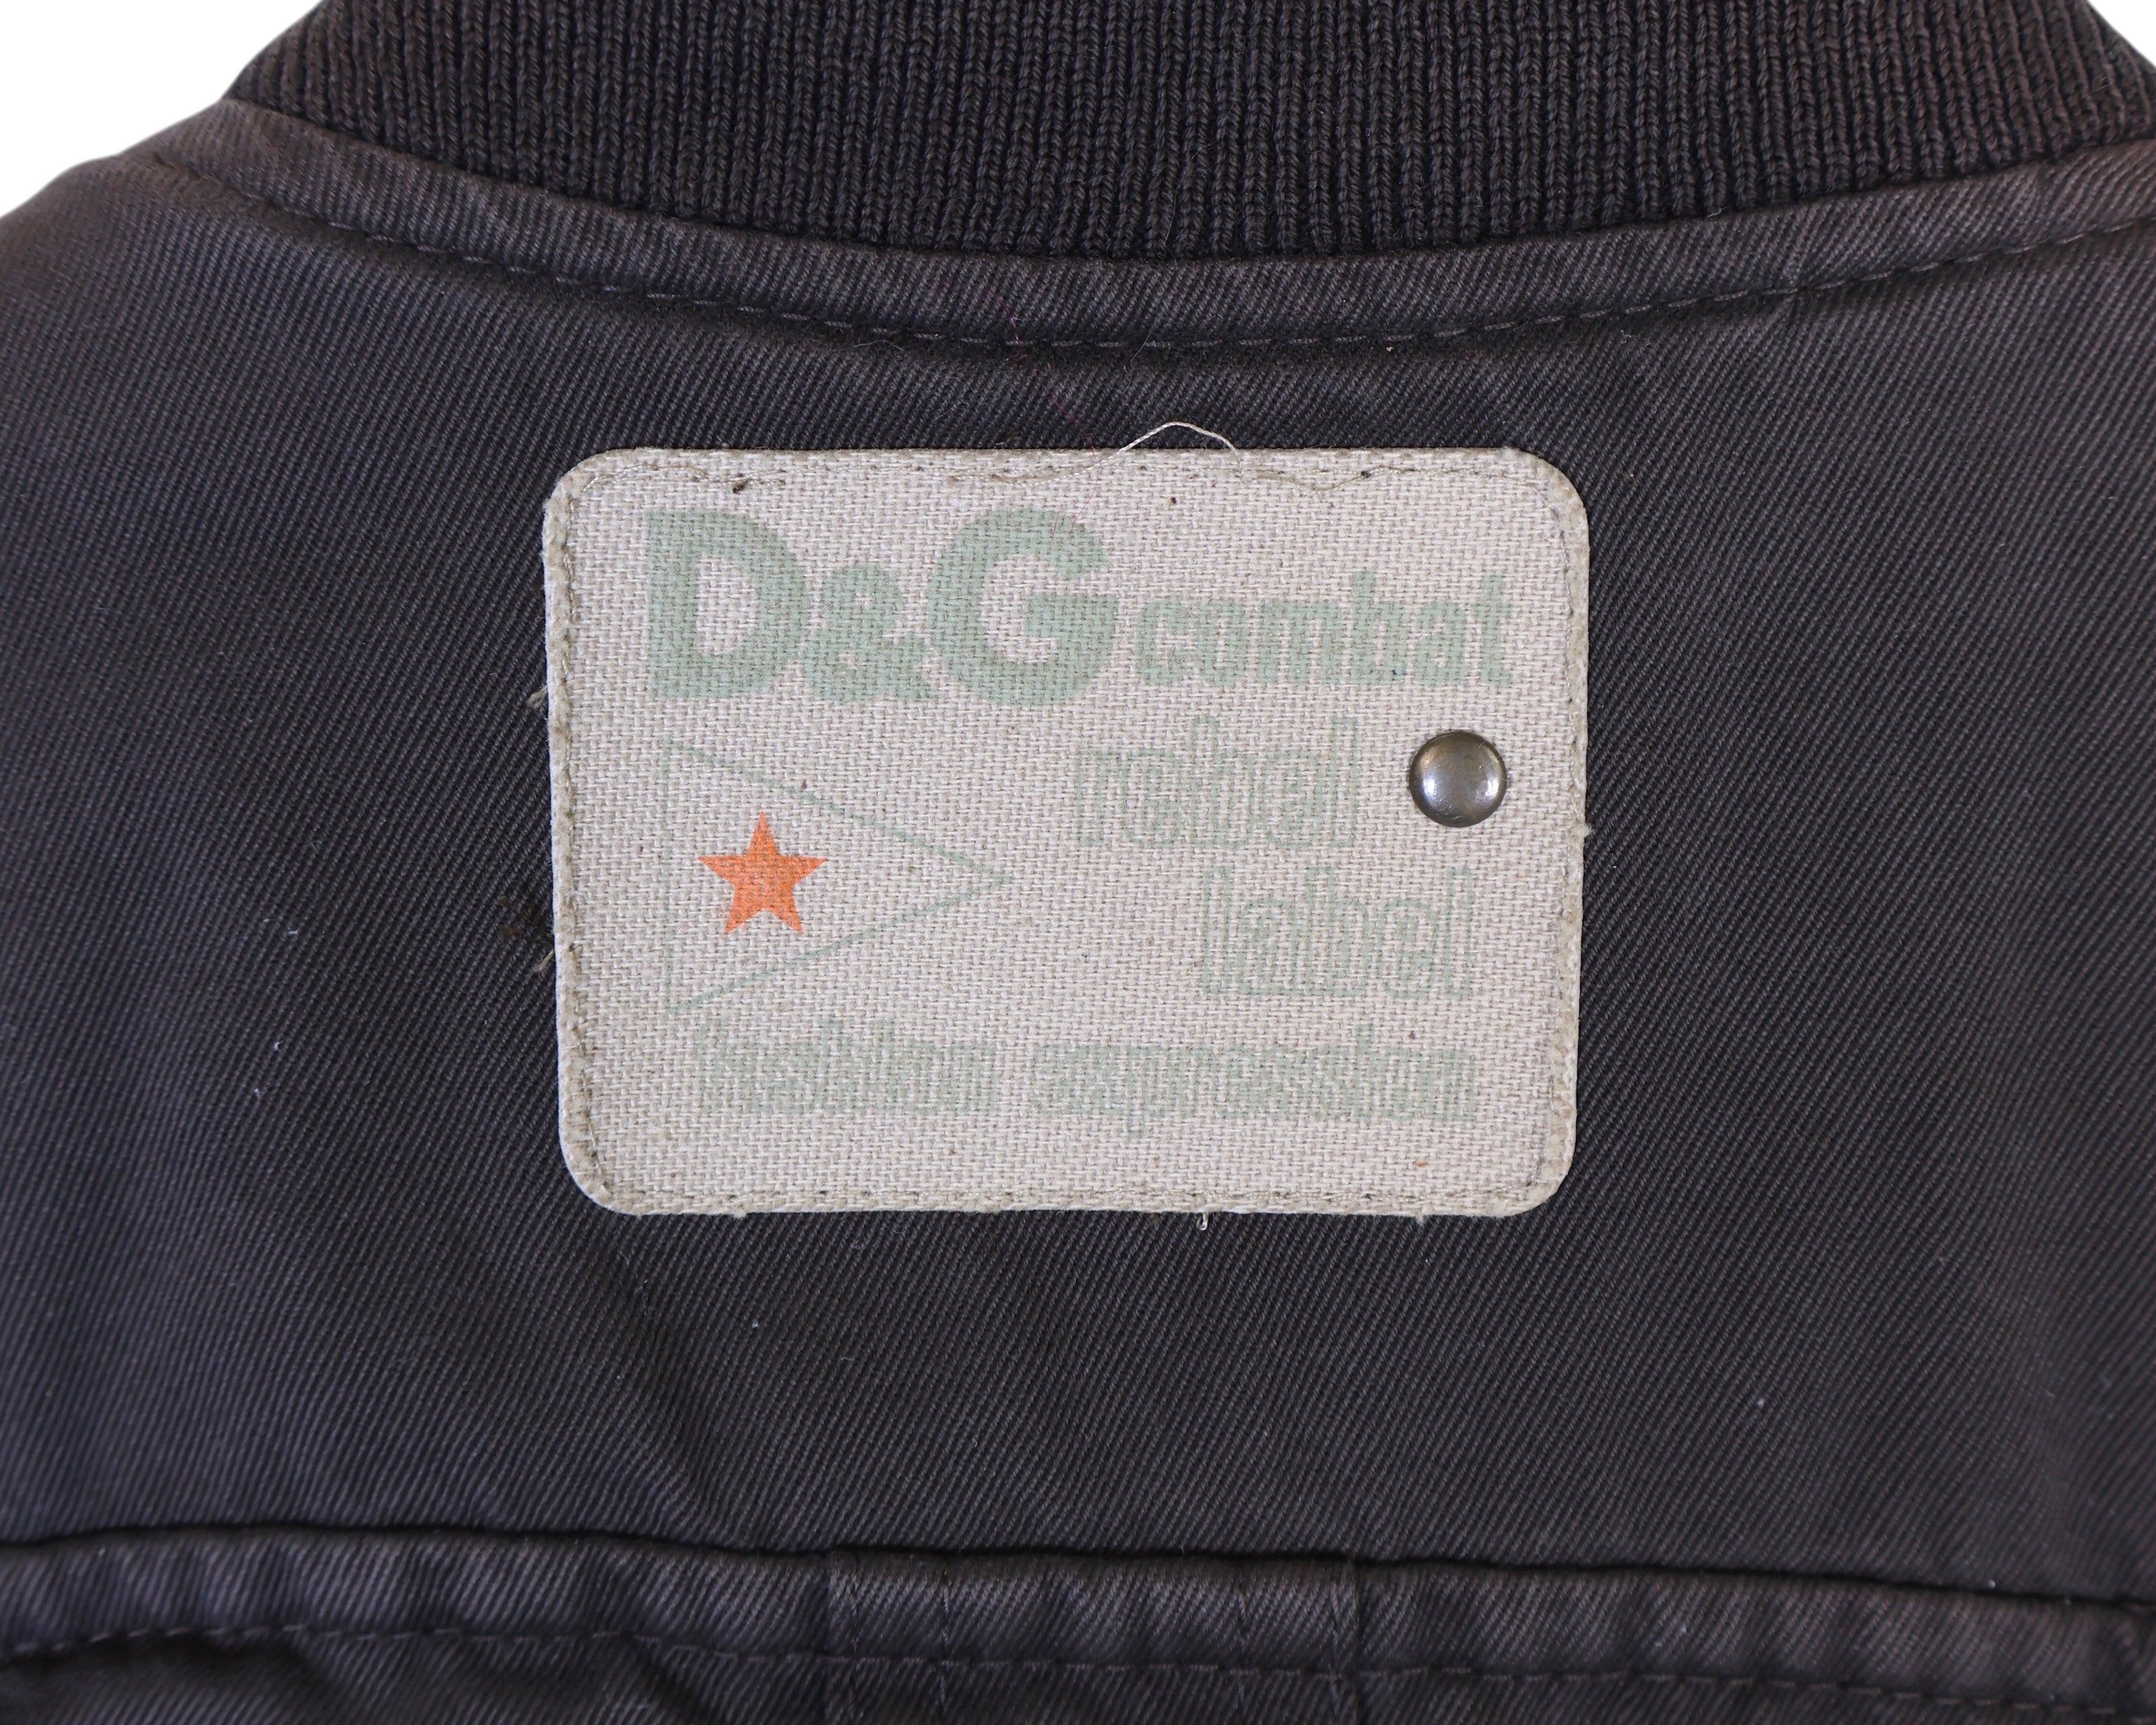 D&G combat
rebel
label
fashion expression